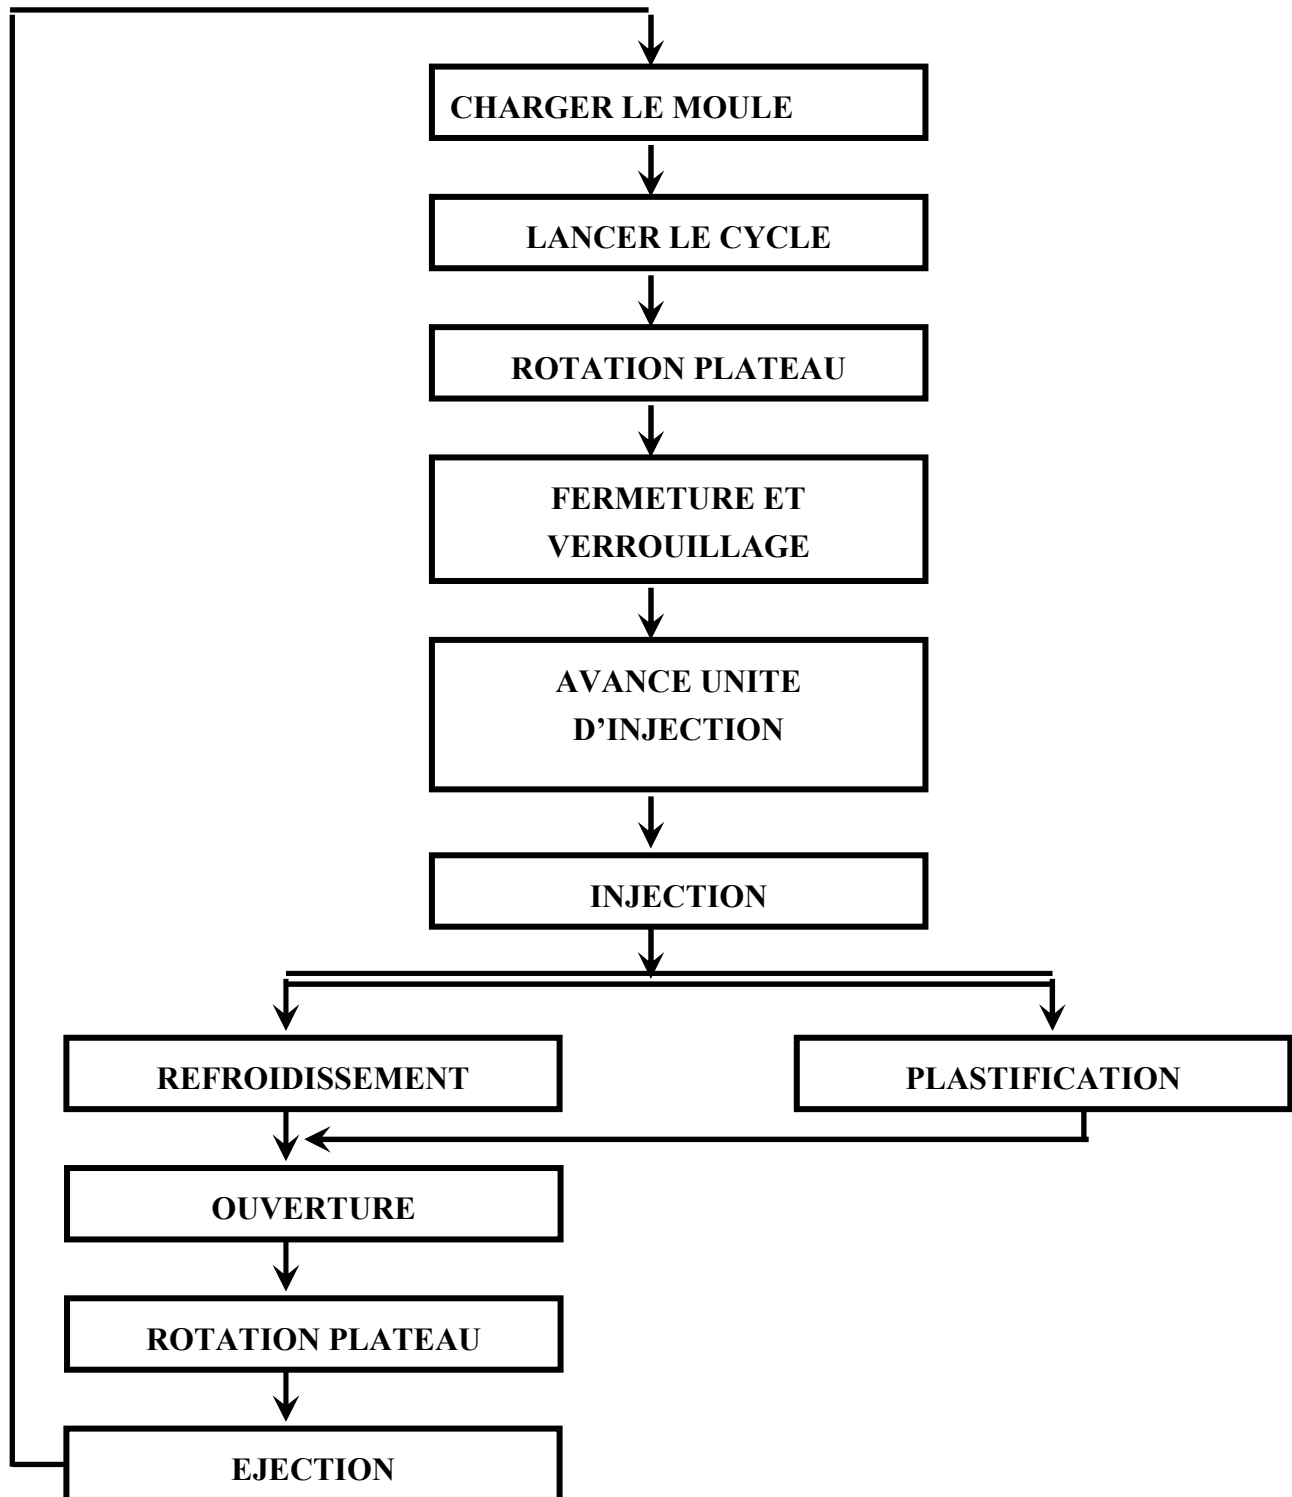 CHARGER LE MOULE
LANCER LE CYCLE
ROTATION PLATEAU
FERMETURE ET
VERROUILLAGE
AVANCE UNITE
D’INJECTION
INJECTION
REFROIDISSEMENT
PLASTIFICATION
OUVERTURE
ROTATION PLATEAU
EJECTION